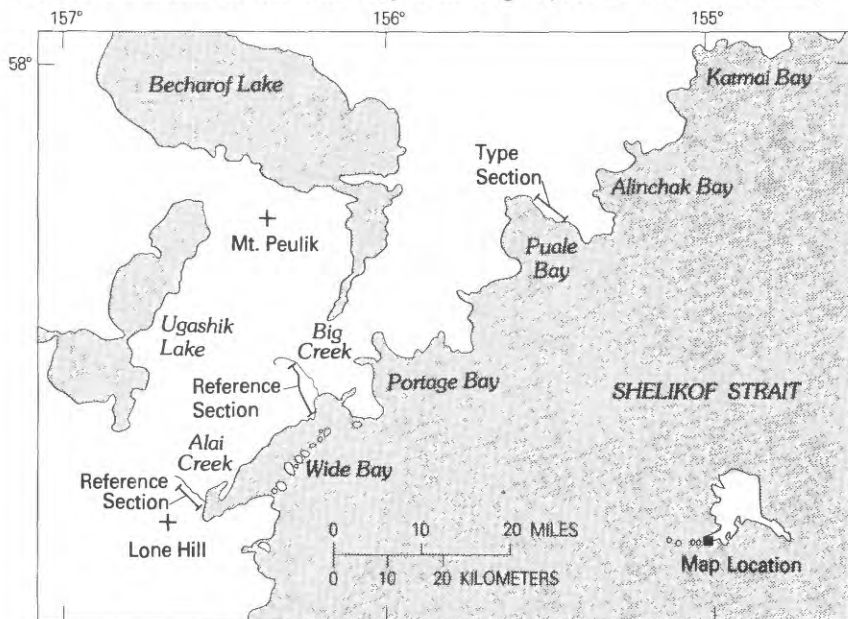 157°
156°
155°
58°
Becharof Lake
Katmai Bay
Type
Section
Alinchak Bay
Mt. Peulik
Puale
Bay
Ugashik
Lake
Big
Creek
Reference
Section
Portage Bay
SHELIKOF STRAIT
Alai
Creek
Wide Bay
Reference
Section
Lone Hill
0 10 20 MILES
0 10 20 KILOMETERS
Map Location